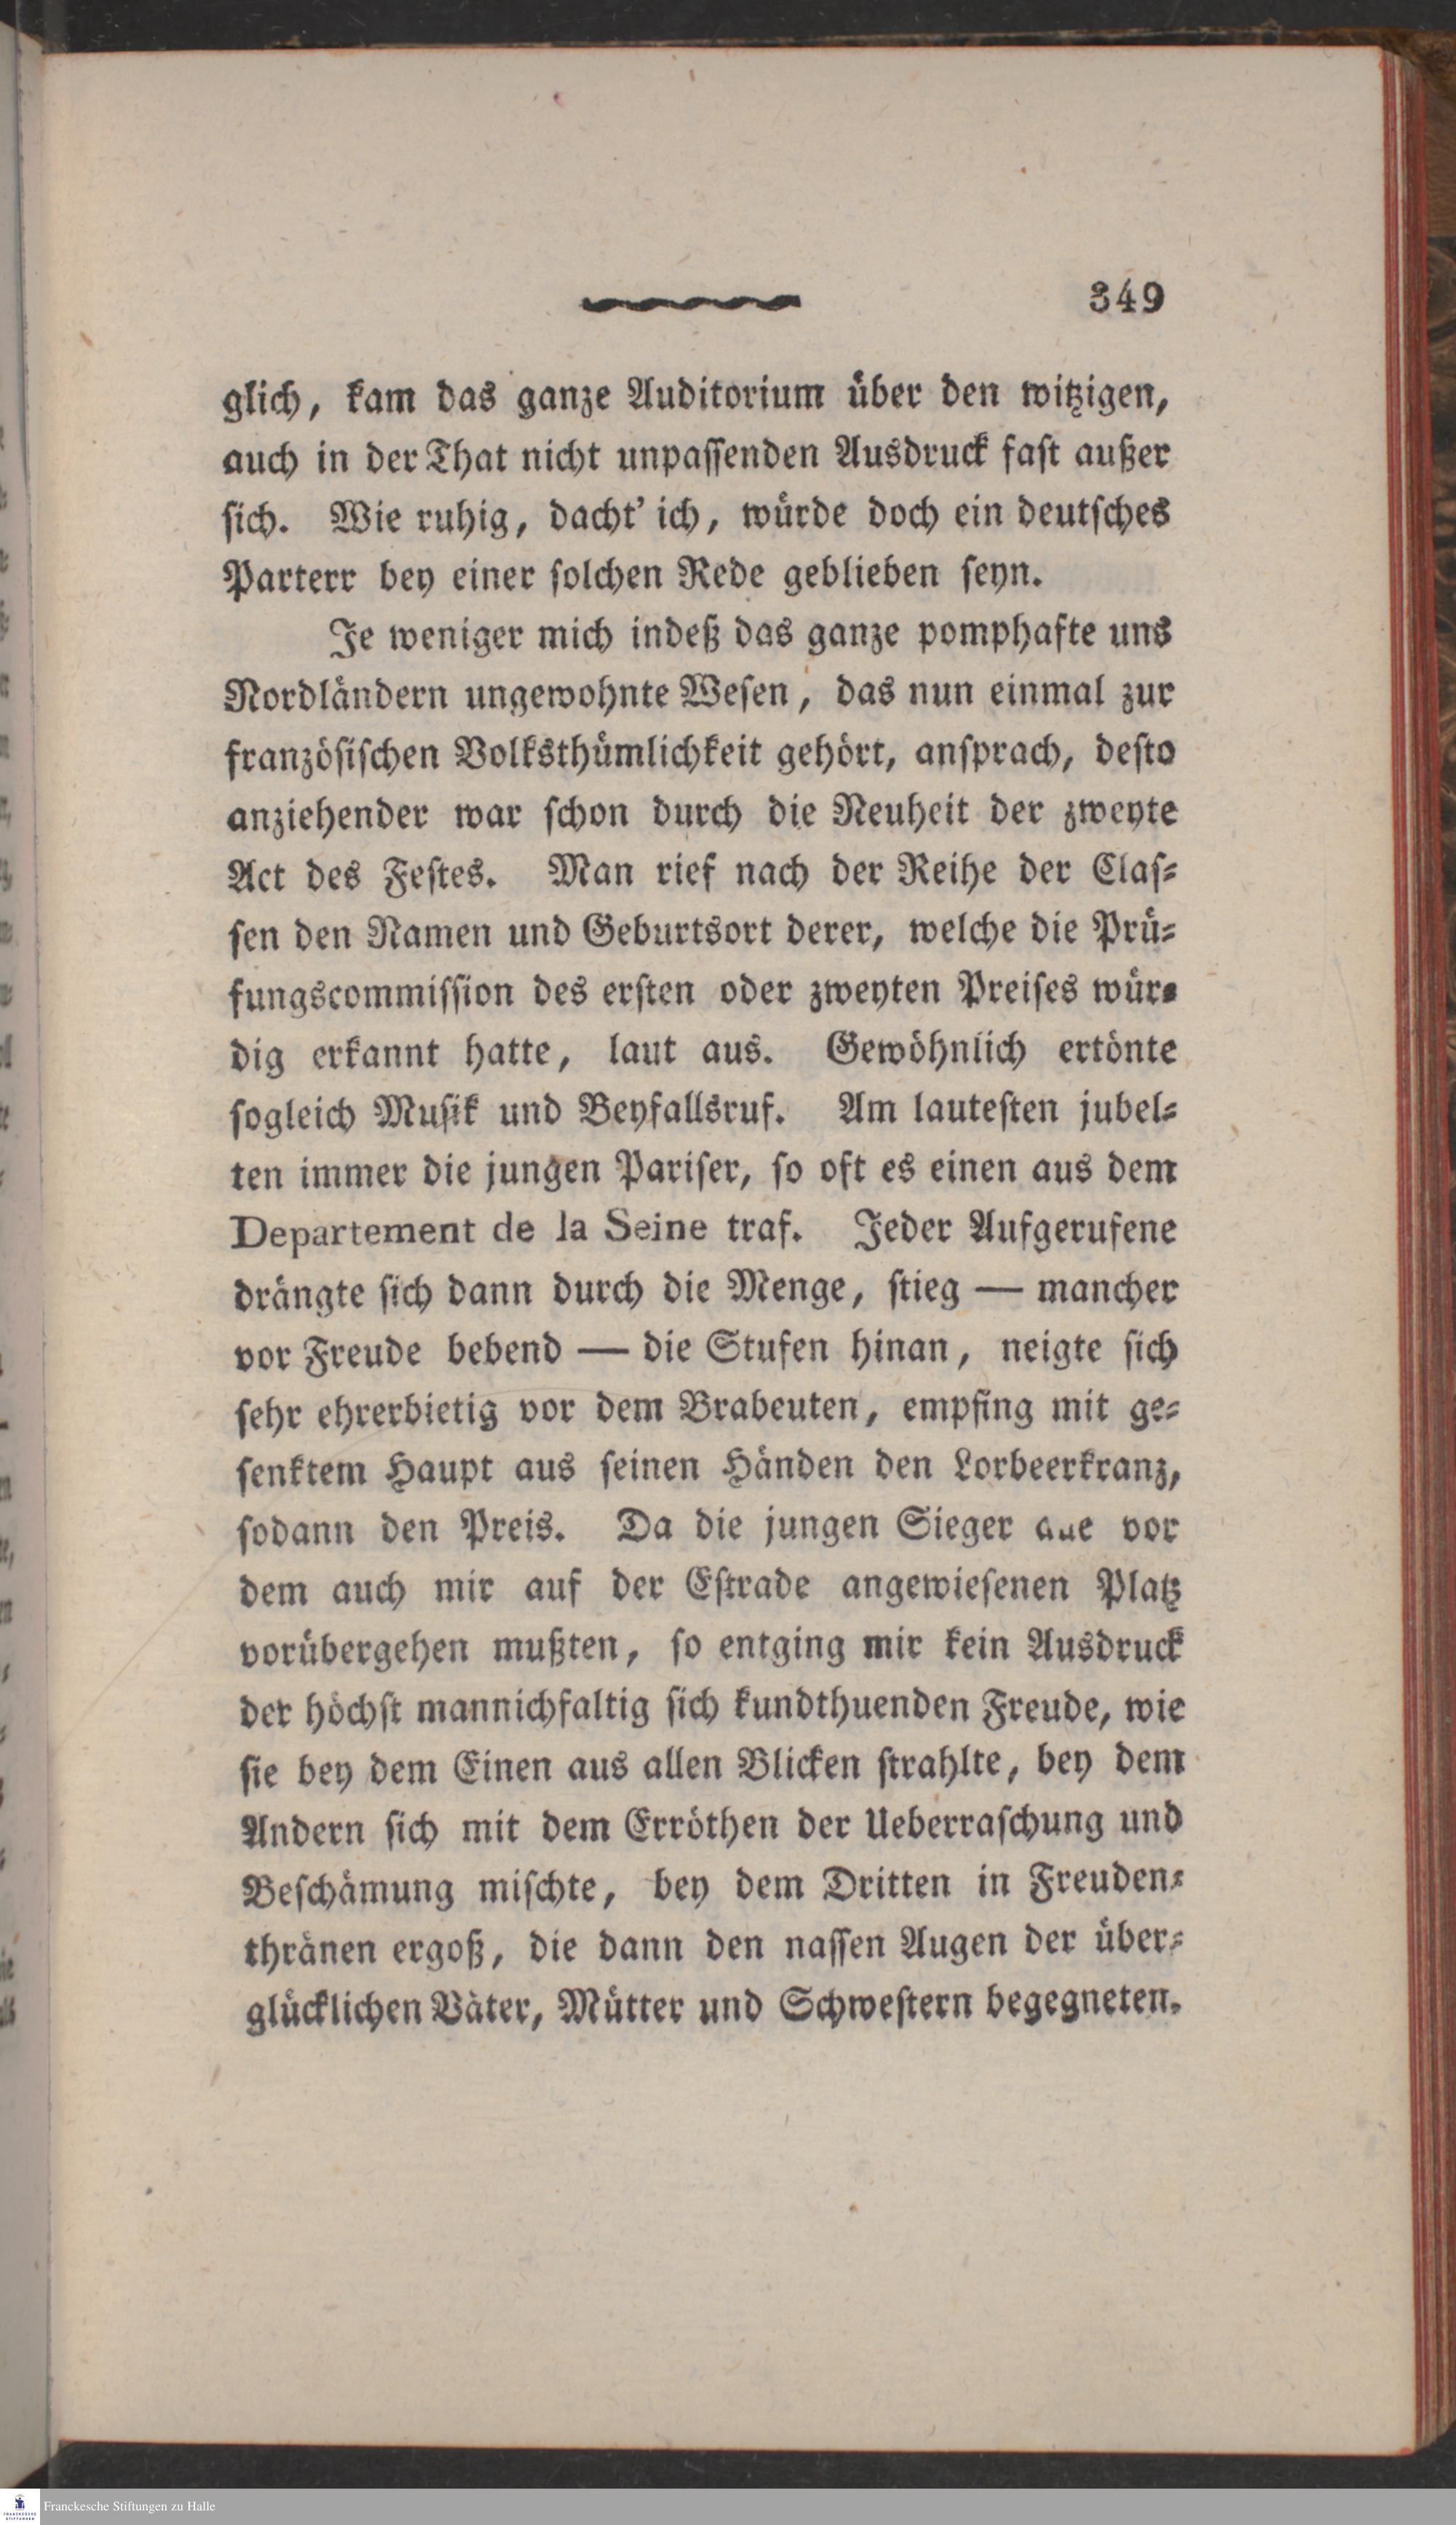 349
glich, kam das ganze Auditorium über den witzigen,
auch in der That nicht unpassenden Ausdruck fast außer
sich. Wie ruhig, dacht' ich, würde doch ein deutsches
Parterr bey einer solchen Rede geblieben seyn.
Je weniger mich indeß das ganze pomphafte uns
Nordländern ungewohnte Wesen, das nun einmal zur
französischen Volksthümlichkeit gehört, ansprach, desto
anziehender war schon durch die Neuheit der zweyte
Act des Festes. Man rief nach der Reihe der Clas-
sen den Namen und Geburtsort derer, welche die Prü-
fungscommission des ersten oder zweyten Preises wür-
dig erkannt hatte, laut aus. Gewöhnlich ertönte
sogleich Musik und Beyfallsruf. Am lautesten jubel-
ten immer die jungen Pariser, so oft es einen aus dem
Departement de la Seine traf. Jeder Aufgerufene
drängte sich dann durch die Menge, stieg — mancher
vor Freude bebend — die Stufen hinan, neigte sich
sehr ehrerbietig vor dem Brabeuten, empfing mit ge-
senktem Haupt aus seinen Händen den Lorbeerkranz,
sodann den Preis. Da die jungen Sieger alle vor
dem auch mir auf der Estrade angewiesenen Platz
vorübergehen mußten, so entging mir kein Ausdruck
der höchst mannichfaltig sich kundthuenden Freude, wie
sie bey dem Einen aus allen Blicken strahlte, bey dem
Andern sich mit dem Erröthen der Ueberraschung und
Beschämung mischte, bey dem Dritten in Freuden-
thränen ergoß, die dann den nassen Augen der über-
glücklichen Väter, Mütter und Schwestern begegneten.
Franckesche Stiftungen zu Halle